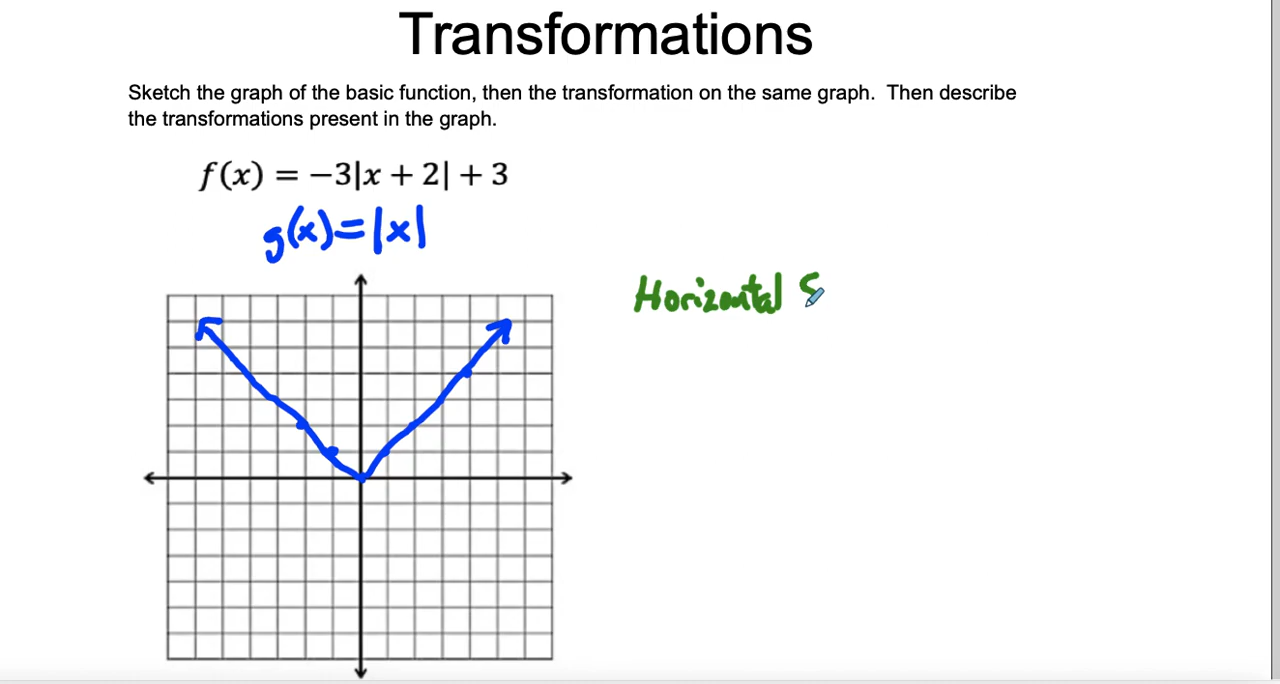 Transformations
Sketch the graph of the basic function, then the transformation on the same graph.  Then describe
the transformations present in the graph.
f(x) = −3|x + 2| + 3
g(x)=|x|
Horizontal S